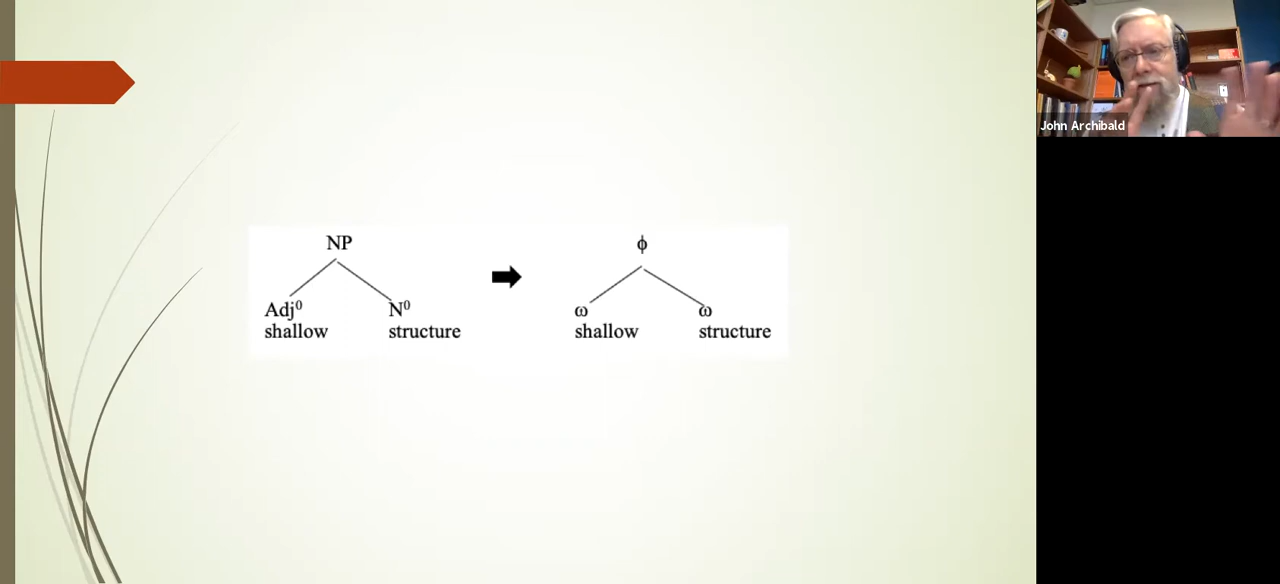 NP
Adj⁰ N⁰
shallow structure
ϕ
ω ω
shallow structure
John Archibald